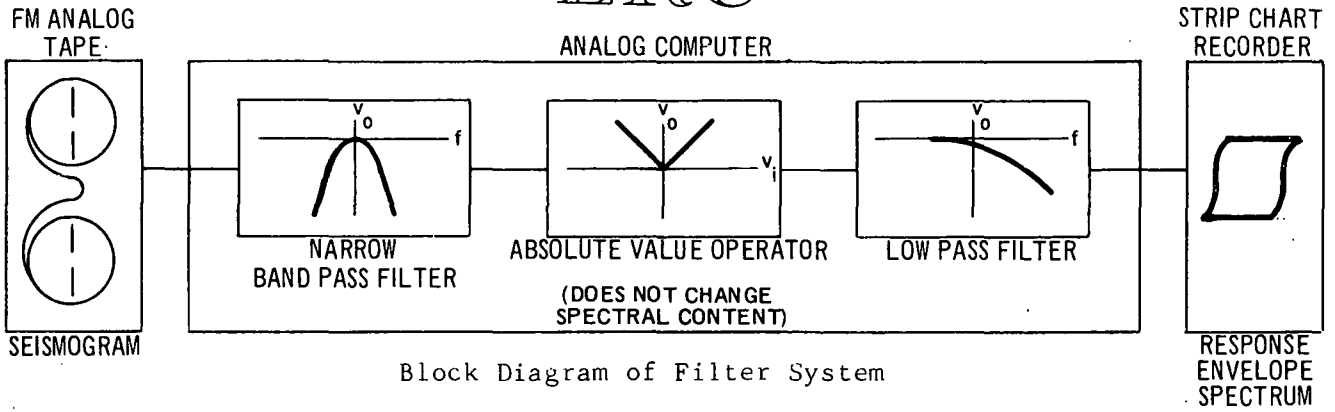 FM ANALOG
TAPE
SEISMOGRAM
ANALOG COMPUTER
V
o
f
NARROW
BAND PASS FILTER
V
o
V i
ABSOLUTE VALUE OPERATOR
(DOES NOT CHANGE
SPECTRAL CONTENT)
V
o
f
LOW PASS FILTER
STRIP CHART
RECORDER
RESPONSE
ENVELOPE
SPECTRUM
Block Diagram of Filter System